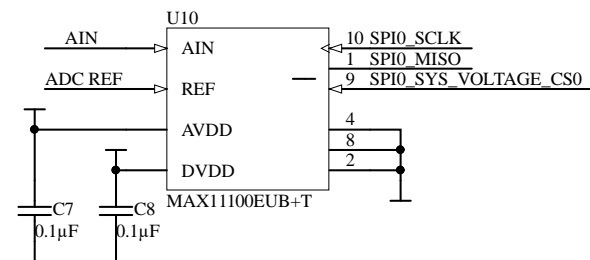 U10
AIN
AIN
10 SPI0_SCLK
1 SPI0_MISO
ADC REF
REF
9 SPI0_SYS_VOLTAGE_CS0
AVDD
4
8
DVDD
2
MAX11100EUB+T
C7
0.1µF
C8
0.1µF